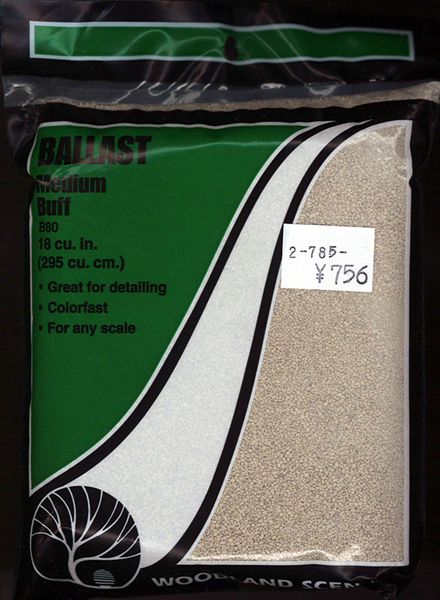 BALLAST
Medium
Buff
B80
18 cu. in.
(295 cu. cm.)
• Great for detailing
• Colorfast
• For any scale
2-785-
¥756
WOODLAND SCEN